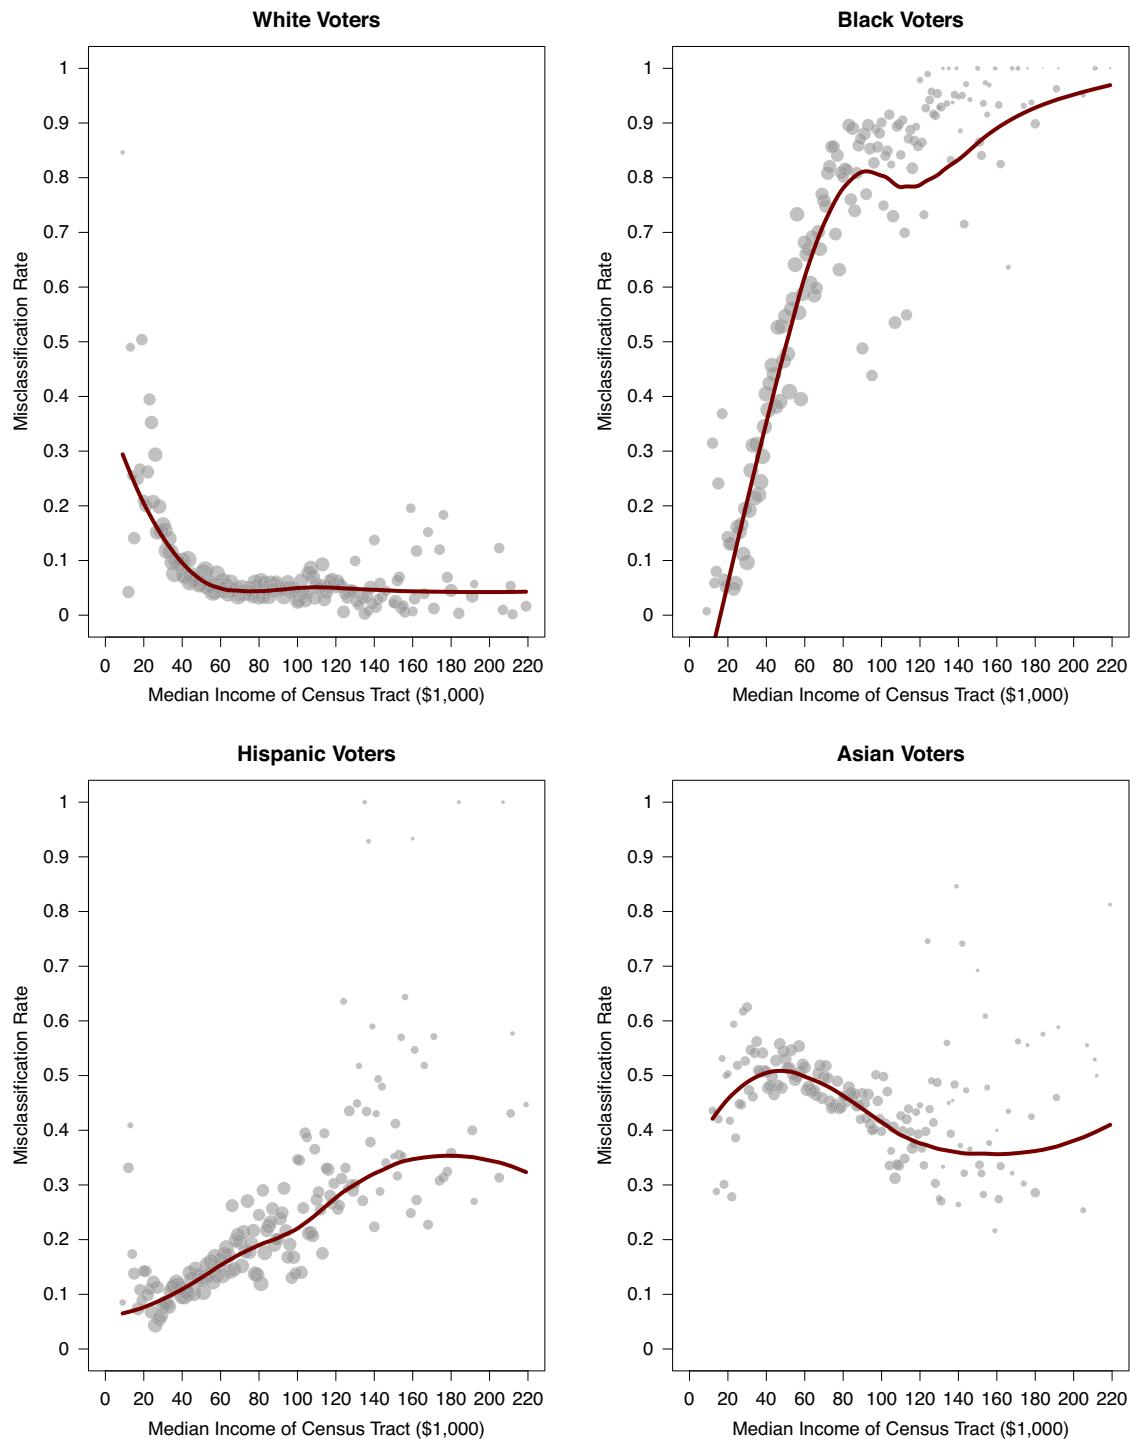 White Voters
Black Voters
1
0.9
0.8
0.7
0.6
0.5
0.4
0.3
0.2
0.1
0
Misclassification Rate
0 20 40 60 80 100 120 140 160 180 200 220
Median Income of Census Tract ($1,000)
1
0.9
0.8
0.7
0.6
0.5
0.4
0.3
0.2
0.1
0
Misclassification Rate
0 20 40 60 80 100 120 140 160 180 200 220
Median Income of Census Tract ($1,000)
Hispanic Voters
Asian Voters
1
0.9
0.8
0.7
0.6
0.5
0.4
0.3
0.2
0.1
0
Misclassification Rate
0 20 40 60 80 100 120 140 160 180 200 220
Median Income of Census Tract ($1,000)
1
0.9
0.8
0.7
0.6
0.5
0.4
0.3
0.2
0.1
0
Misclassification Rate
0 20 40 60 80 100 120 140 160 180 200 220
Median Income of Census Tract ($1,000)